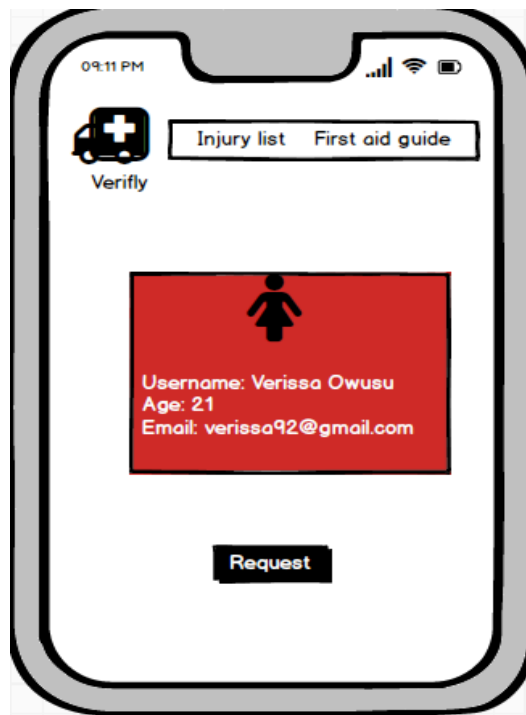 09:11 PM
Injury list First aid guide
Verifly
Username: Verissa Owusu
Age: 21
Email: verissa92@gmail.com
Request